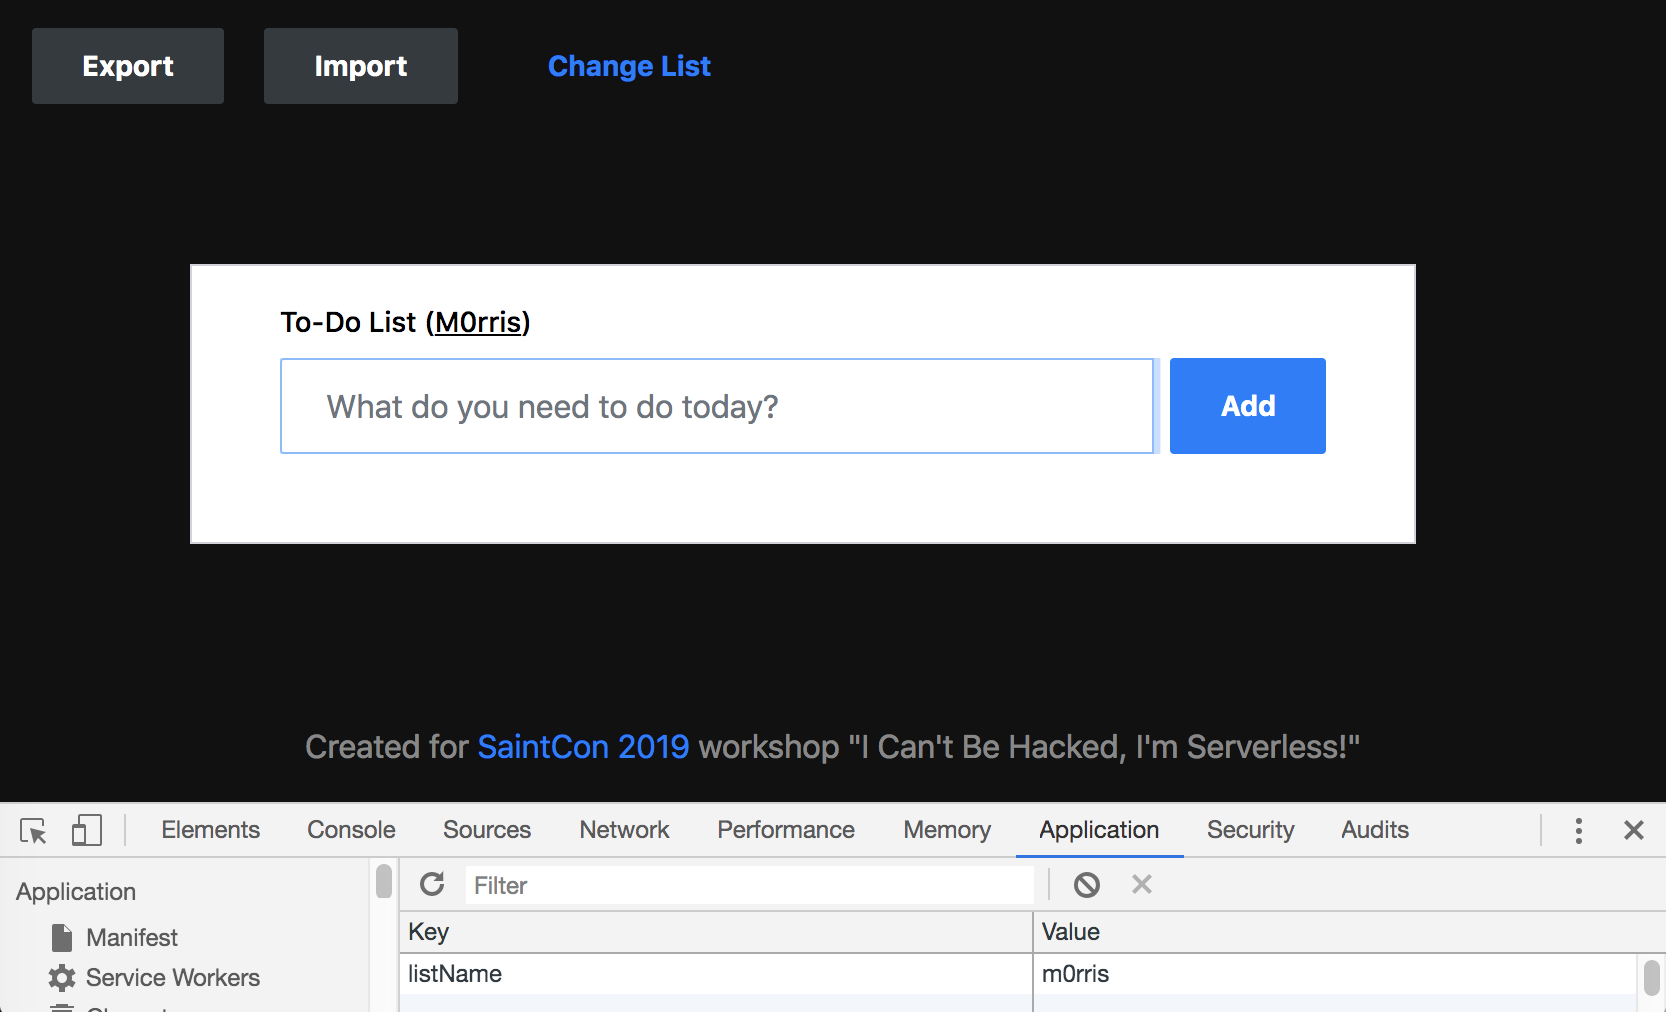 Export Import Change List
To-Do List (M0rris)
What do you need to do today? Add
Created for SaintCon 2019 workshop "I Can't Be Hacked, I'm Serverless!"
Elements Console Sources Network Performance Memory Application Security Audits
Application
Filter
Manifest
Key Value
Service Workers
listName m0rris